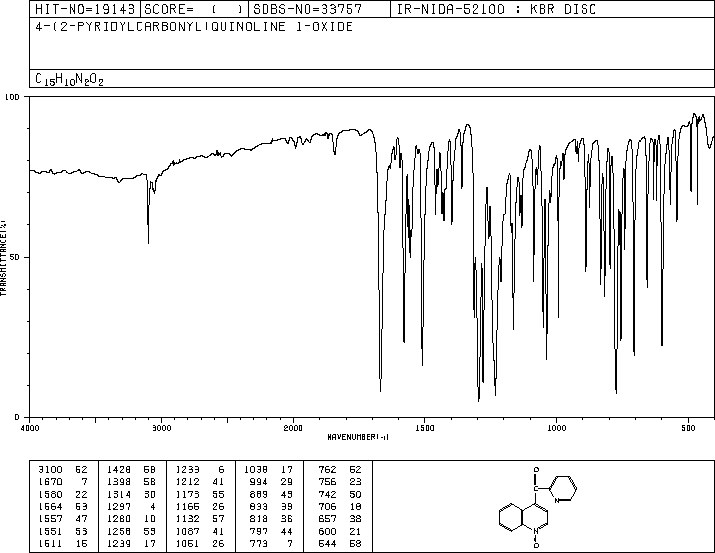 HIT-NO=19143 SCORE= ( ) SDBS-NO=33757 IR-NIDA-52100 : KBR DISC
4-(2-PYRIDYLCARBONYL)QUINOLINE 1-OXIDE
C15H10N2O2
100
50
0
TRANSMITTANCE(%)
4000 3000 2000 1500 1000 500
WAVENUMBER(-1)
3100 52 1428 58 1233 6 1038 17 762 52
1670 7 1398 58 1212 41 994 29 756 23
1580 22 1314 30 1173 55 889 43 742 50
1564 53 1297 4 1166 26 833 39 706 18
1557 47 1280 10 1132 57 818 36 657 38
1551 53 1258 55 1087 41 797 44 600 21
1511 15 1239 17 1051 26 773 7 544 58
O
C
N
N
O